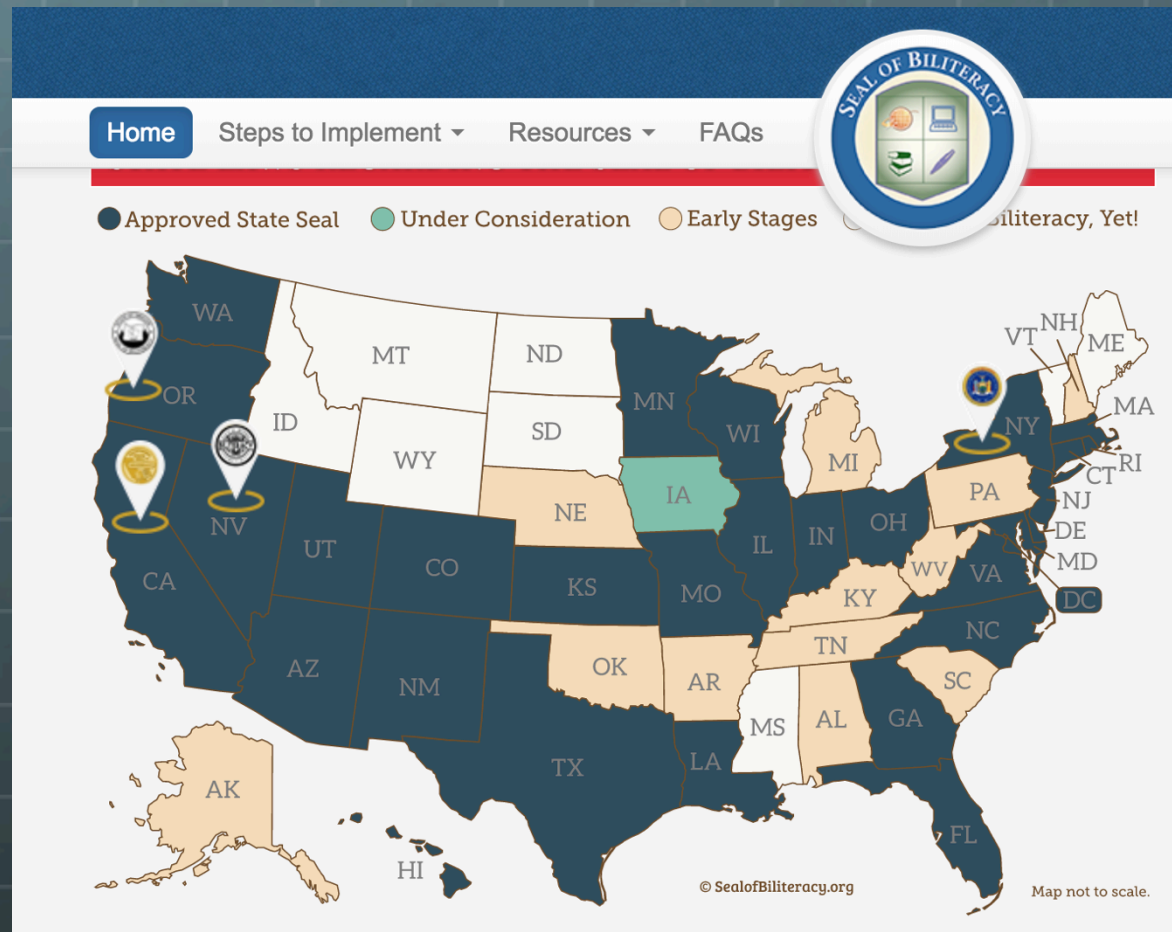 SEAL OF BILITERACY
Home Steps to Implement Resources FAQs
Approved State Seal Under Consideration Early Stages Biliteracy, Yet!
WA
MT
ND
MN
VT
NH
ME
OR
ID
SD
WI
MI
NY
MA
WY
RI
CT
IA
PA
NJ
NE
NV
UT
CO
IL
IN
OH
DE
MD
CA
KS
MO
KY
WV
VA
DC
AZ
NM
OK
AR
TN
NC
SC
MS
AL
GA
TX
LA
AK
FL
HI
© SealofBiliteracy.org
Map not to scale.